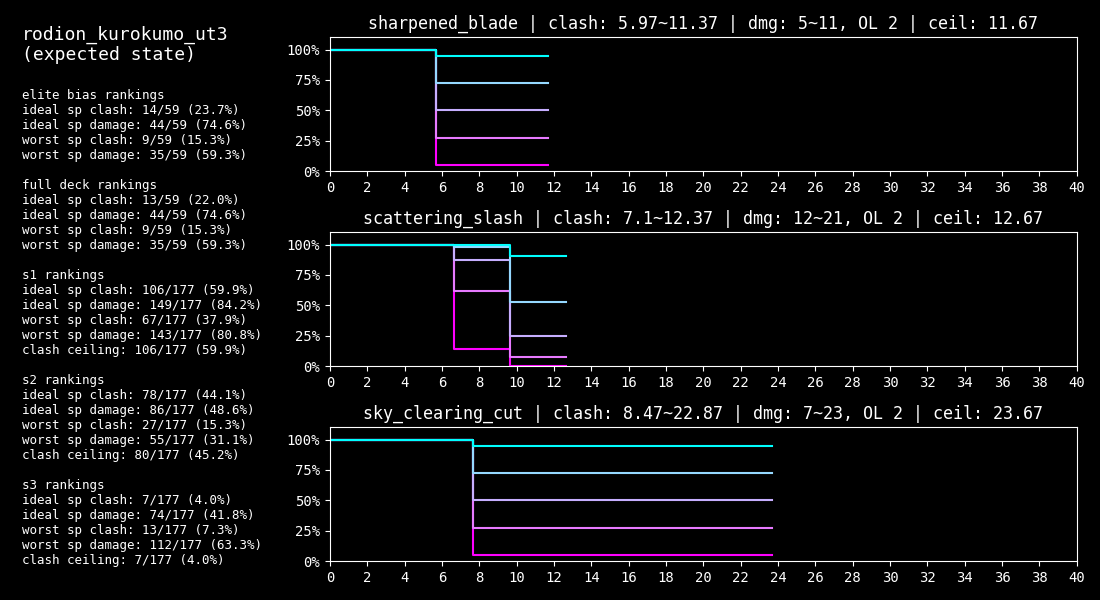 rodion_kurokumo_ut3
(expected state)
elite bias rankings
ideal sp clash: 14/59 (23.7%)
ideal sp damage: 44/59 (74.6%)
worst sp clash: 9/59 (15.3%)
worst sp damage: 35/59 (59.3%)
full deck rankings
ideal sp clash: 13/59 (22.0%)
ideal sp damage: 44/59 (74.6%)
worst sp clash: 9/59 (15.3%)
worst sp damage: 35/59 (59.3%)
s1 rankings
ideal sp clash: 106/177 (59.9%)
ideal sp damage: 149/177 (84.2%)
worst sp clash: 67/177 (37.9%)
worst sp damage: 143/177 (80.8%)
clash ceiling: 106/177 (59.9%)
s2 rankings
ideal sp clash: 78/177 (44.1%)
ideal sp damage: 86/177 (48.6%)
worst sp clash: 27/177 (15.3%)
worst sp damage: 55/177 (31.1%)
clash ceiling: 80/177 (45.2%)
s3 rankings
ideal sp clash: 7/177 (4.0%)
ideal sp damage: 74/177 (41.8%)
worst sp clash: 13/177 (7.3%)
worst sp damage: 112/177 (63.3%)
clash ceiling: 7/177 (4.0%)
sharpened_blade | clash: 5.97~11.37 | dmg: 5~11, OL 2 | ceil: 11.67
100%
75%
50%
25%
0%
0 2 4 6 8 10 12 14 16 18 20 22 24 26 28 30 32 34 36 38 40
scattering_slash | clash: 7.1~12.37 | dmg: 12~21, OL 2 | ceil: 12.67
100%
75%
50%
25%
0%
0 2 4 6 8 10 12 14 16 18 20 22 24 26 28 30 32 34 36 38 40
sky_clearing_cut | clash: 8.47~22.87 | dmg: 7~23, OL 2 | ceil: 23.67
100%
75%
50%
25%
0%
0 2 4 6 8 10 12 14 16 18 20 22 24 26 28 30 32 34 36 38 40